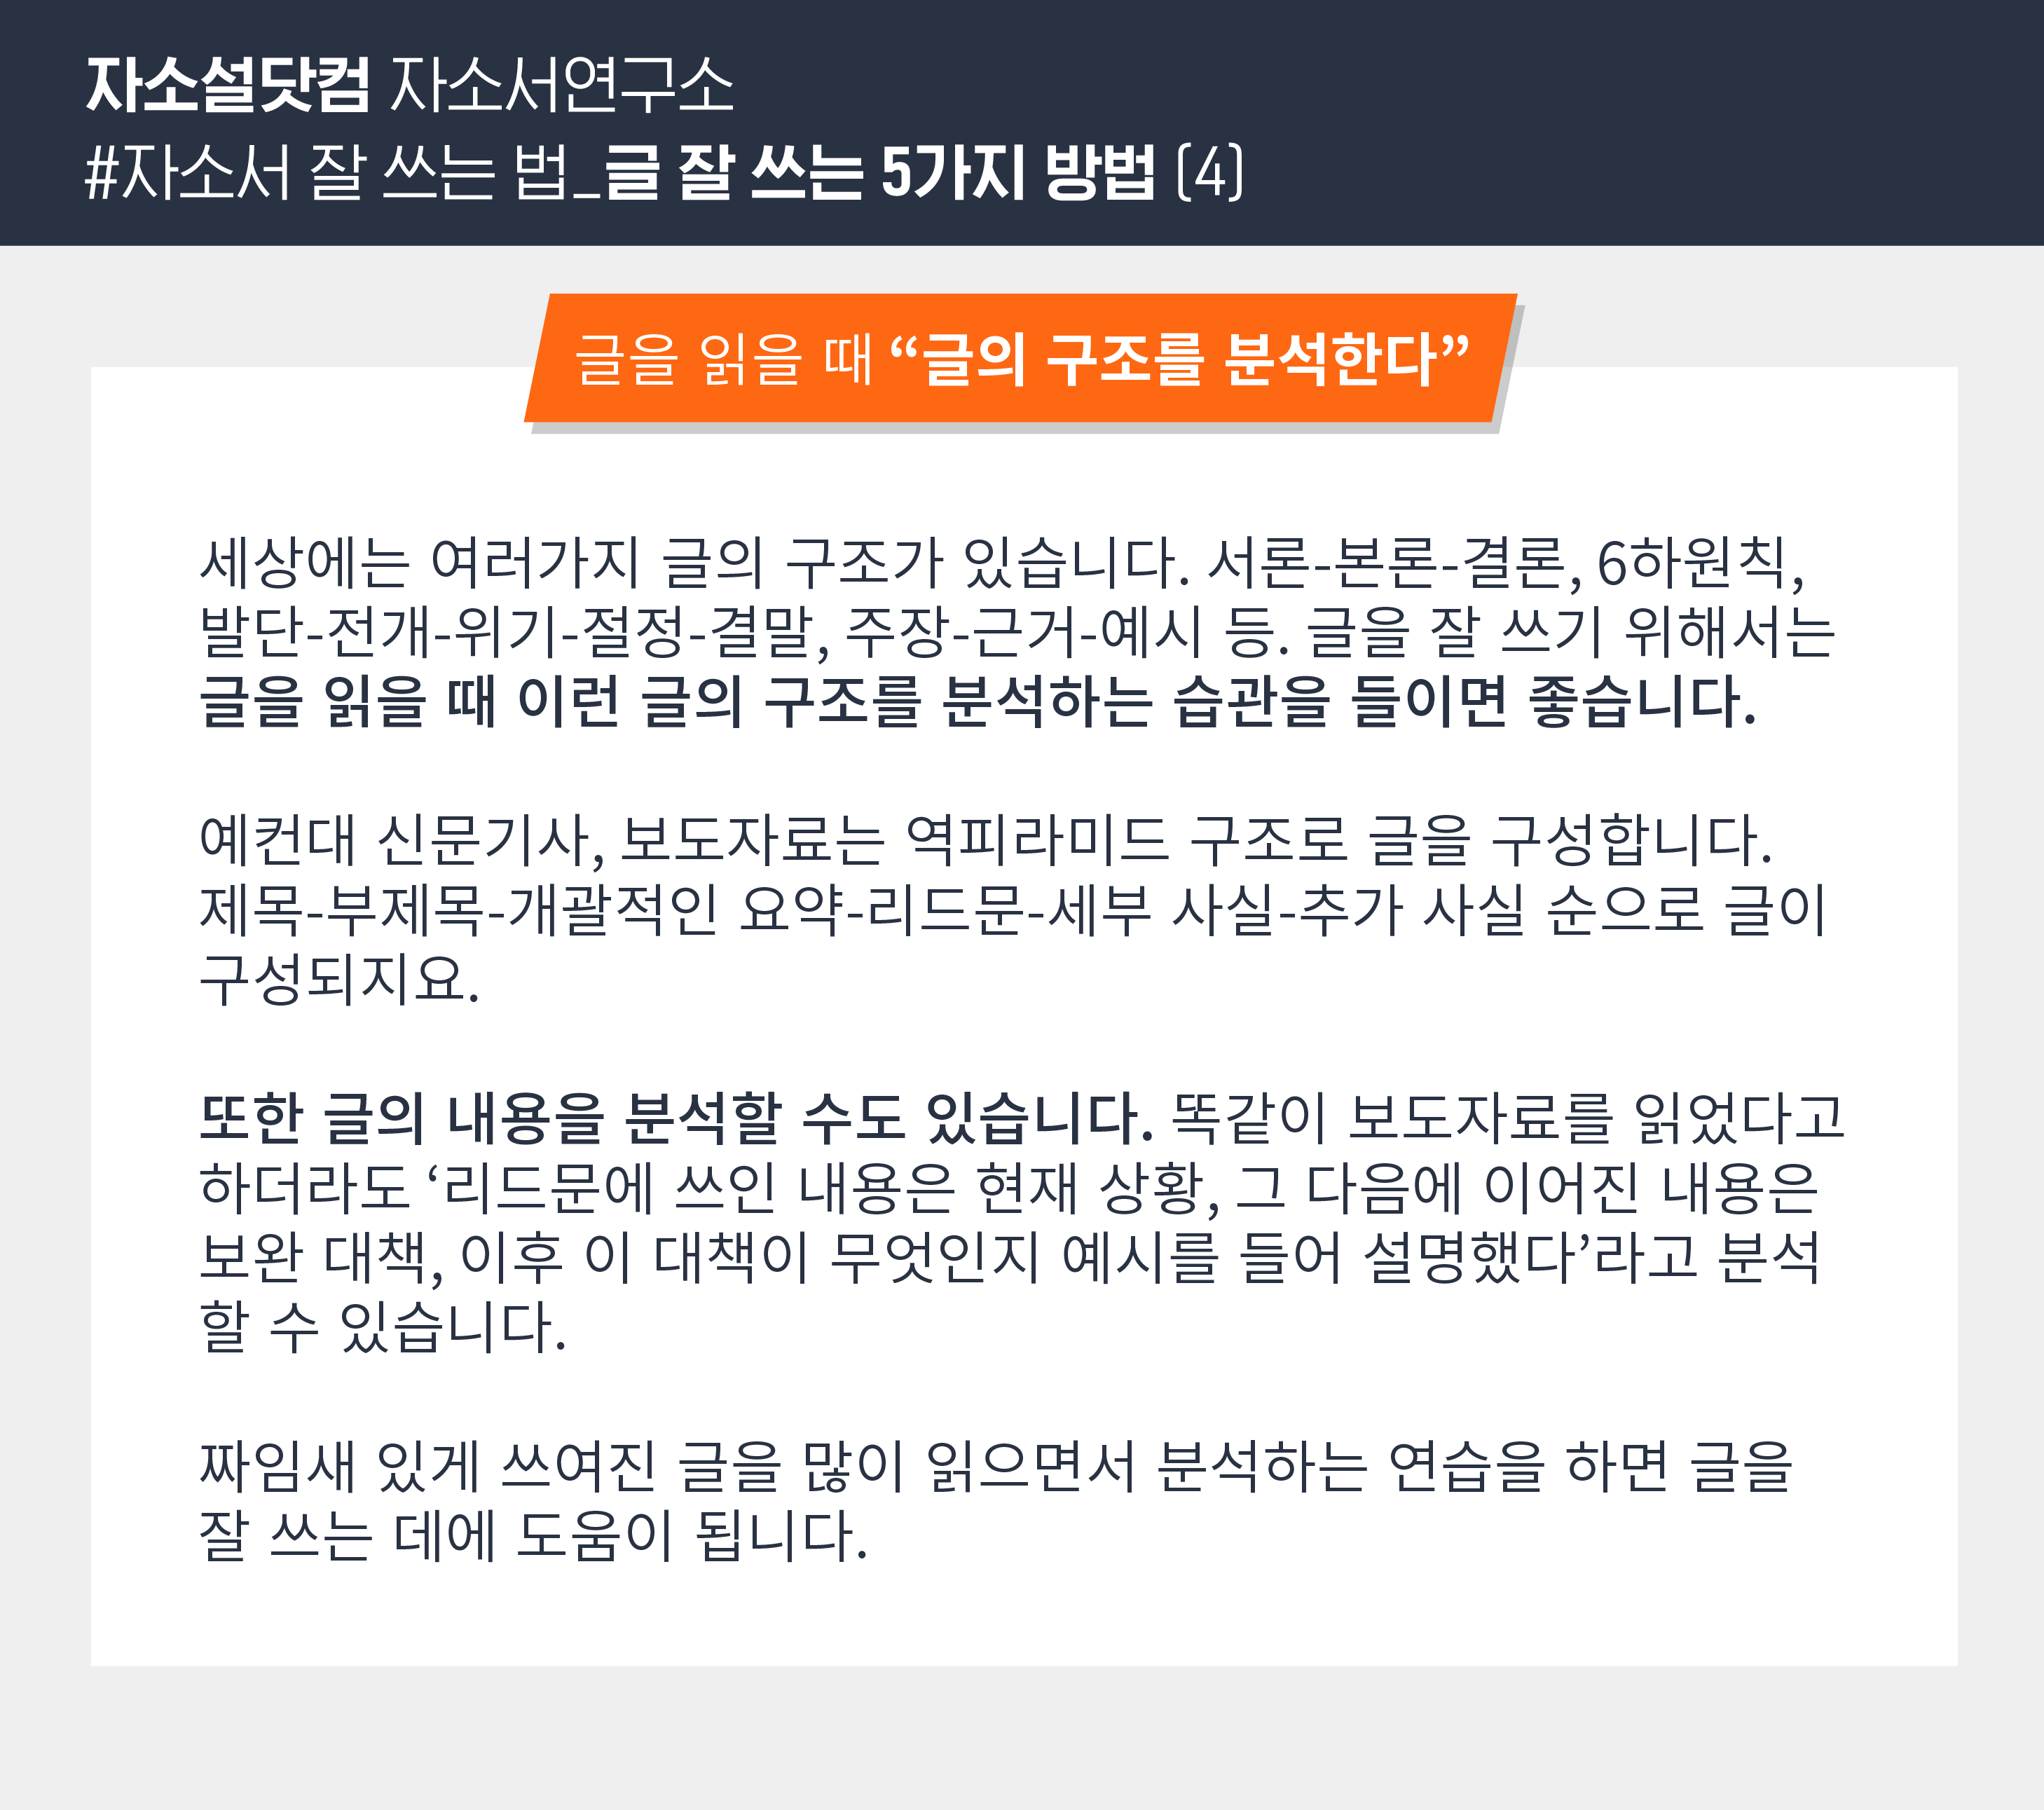 자소설닷컴 자소서연구소
#자소서 잘 쓰는 법_글 잘 쓰는 5가지 방법 (4)
글을 읽을 때 “글의 구조를 분석한다”
세상에는 여러가지 글의 구조가 있습니다. 서론-본론-결론, 6하원칙,
발단-전개-위기-절정-결말, 주장-근거-예시 등. 글을 잘 쓰기 위해서는
글을 읽을 때 이런 글의 구조를 분석하는 습관을 들이면 좋습니다.
예컨대 신문기사, 보도자료는 역피라미드 구조로 글을 구성합니다.
제목-부제목-개괄적인 요약-리드문-세부 사실-추가 사실 순으로 글이
구성되지요.
또한 글의 내용을 분석할 수도 있습니다. 똑같이 보도자료를 읽었다고
하더라도 ‘리드문에 쓰인 내용은 현재 상황, 그 다음에 이어진 내용은
보완 대책, 이후 이 대책이 무엇인지 예시를 들어 설명했다’라고 분석
할 수 있습니다.
짜임새 있게 쓰여진 글을 많이 읽으면서 분석하는 연습을 하면 글을
잘 쓰는 데에 도움이 됩니다.